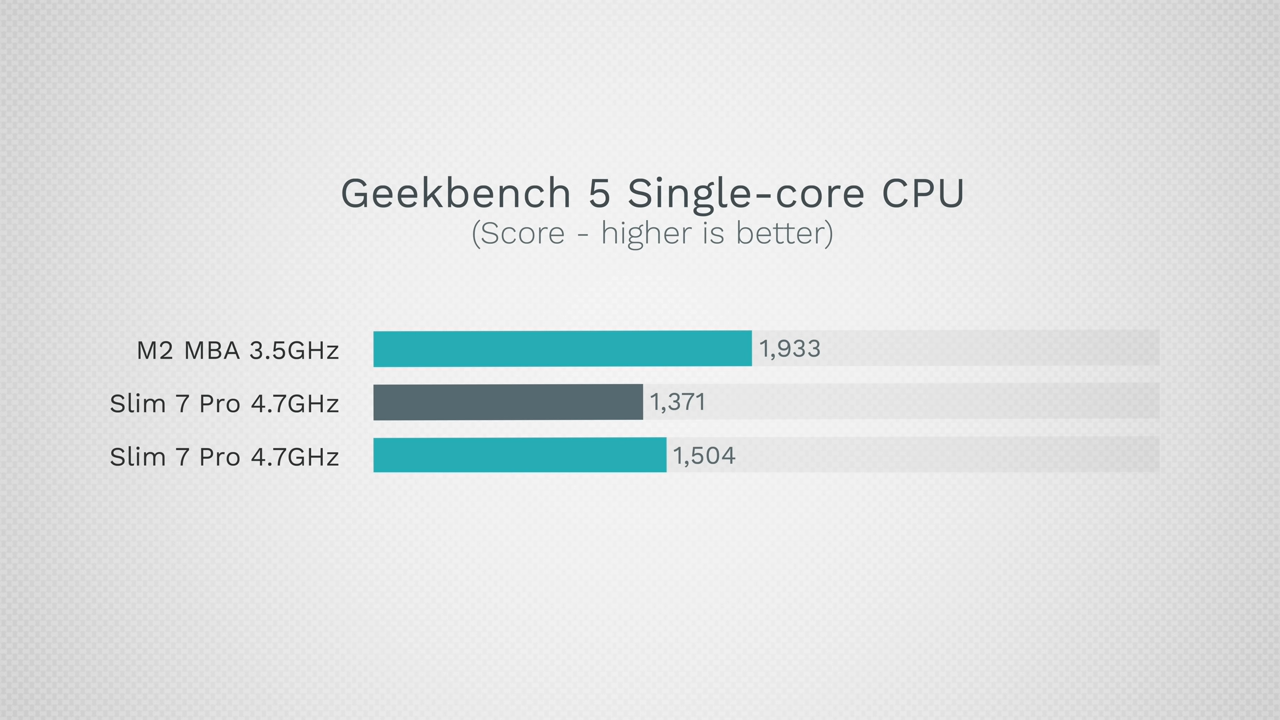 Geekbench 5 Single-core CPU
(Score - higher is better)
M2 MBA 3.5GHz 1,933
Slim 7 Pro 4.7GHz 1,371
Slim 7 Pro 4.7GHz 1,504